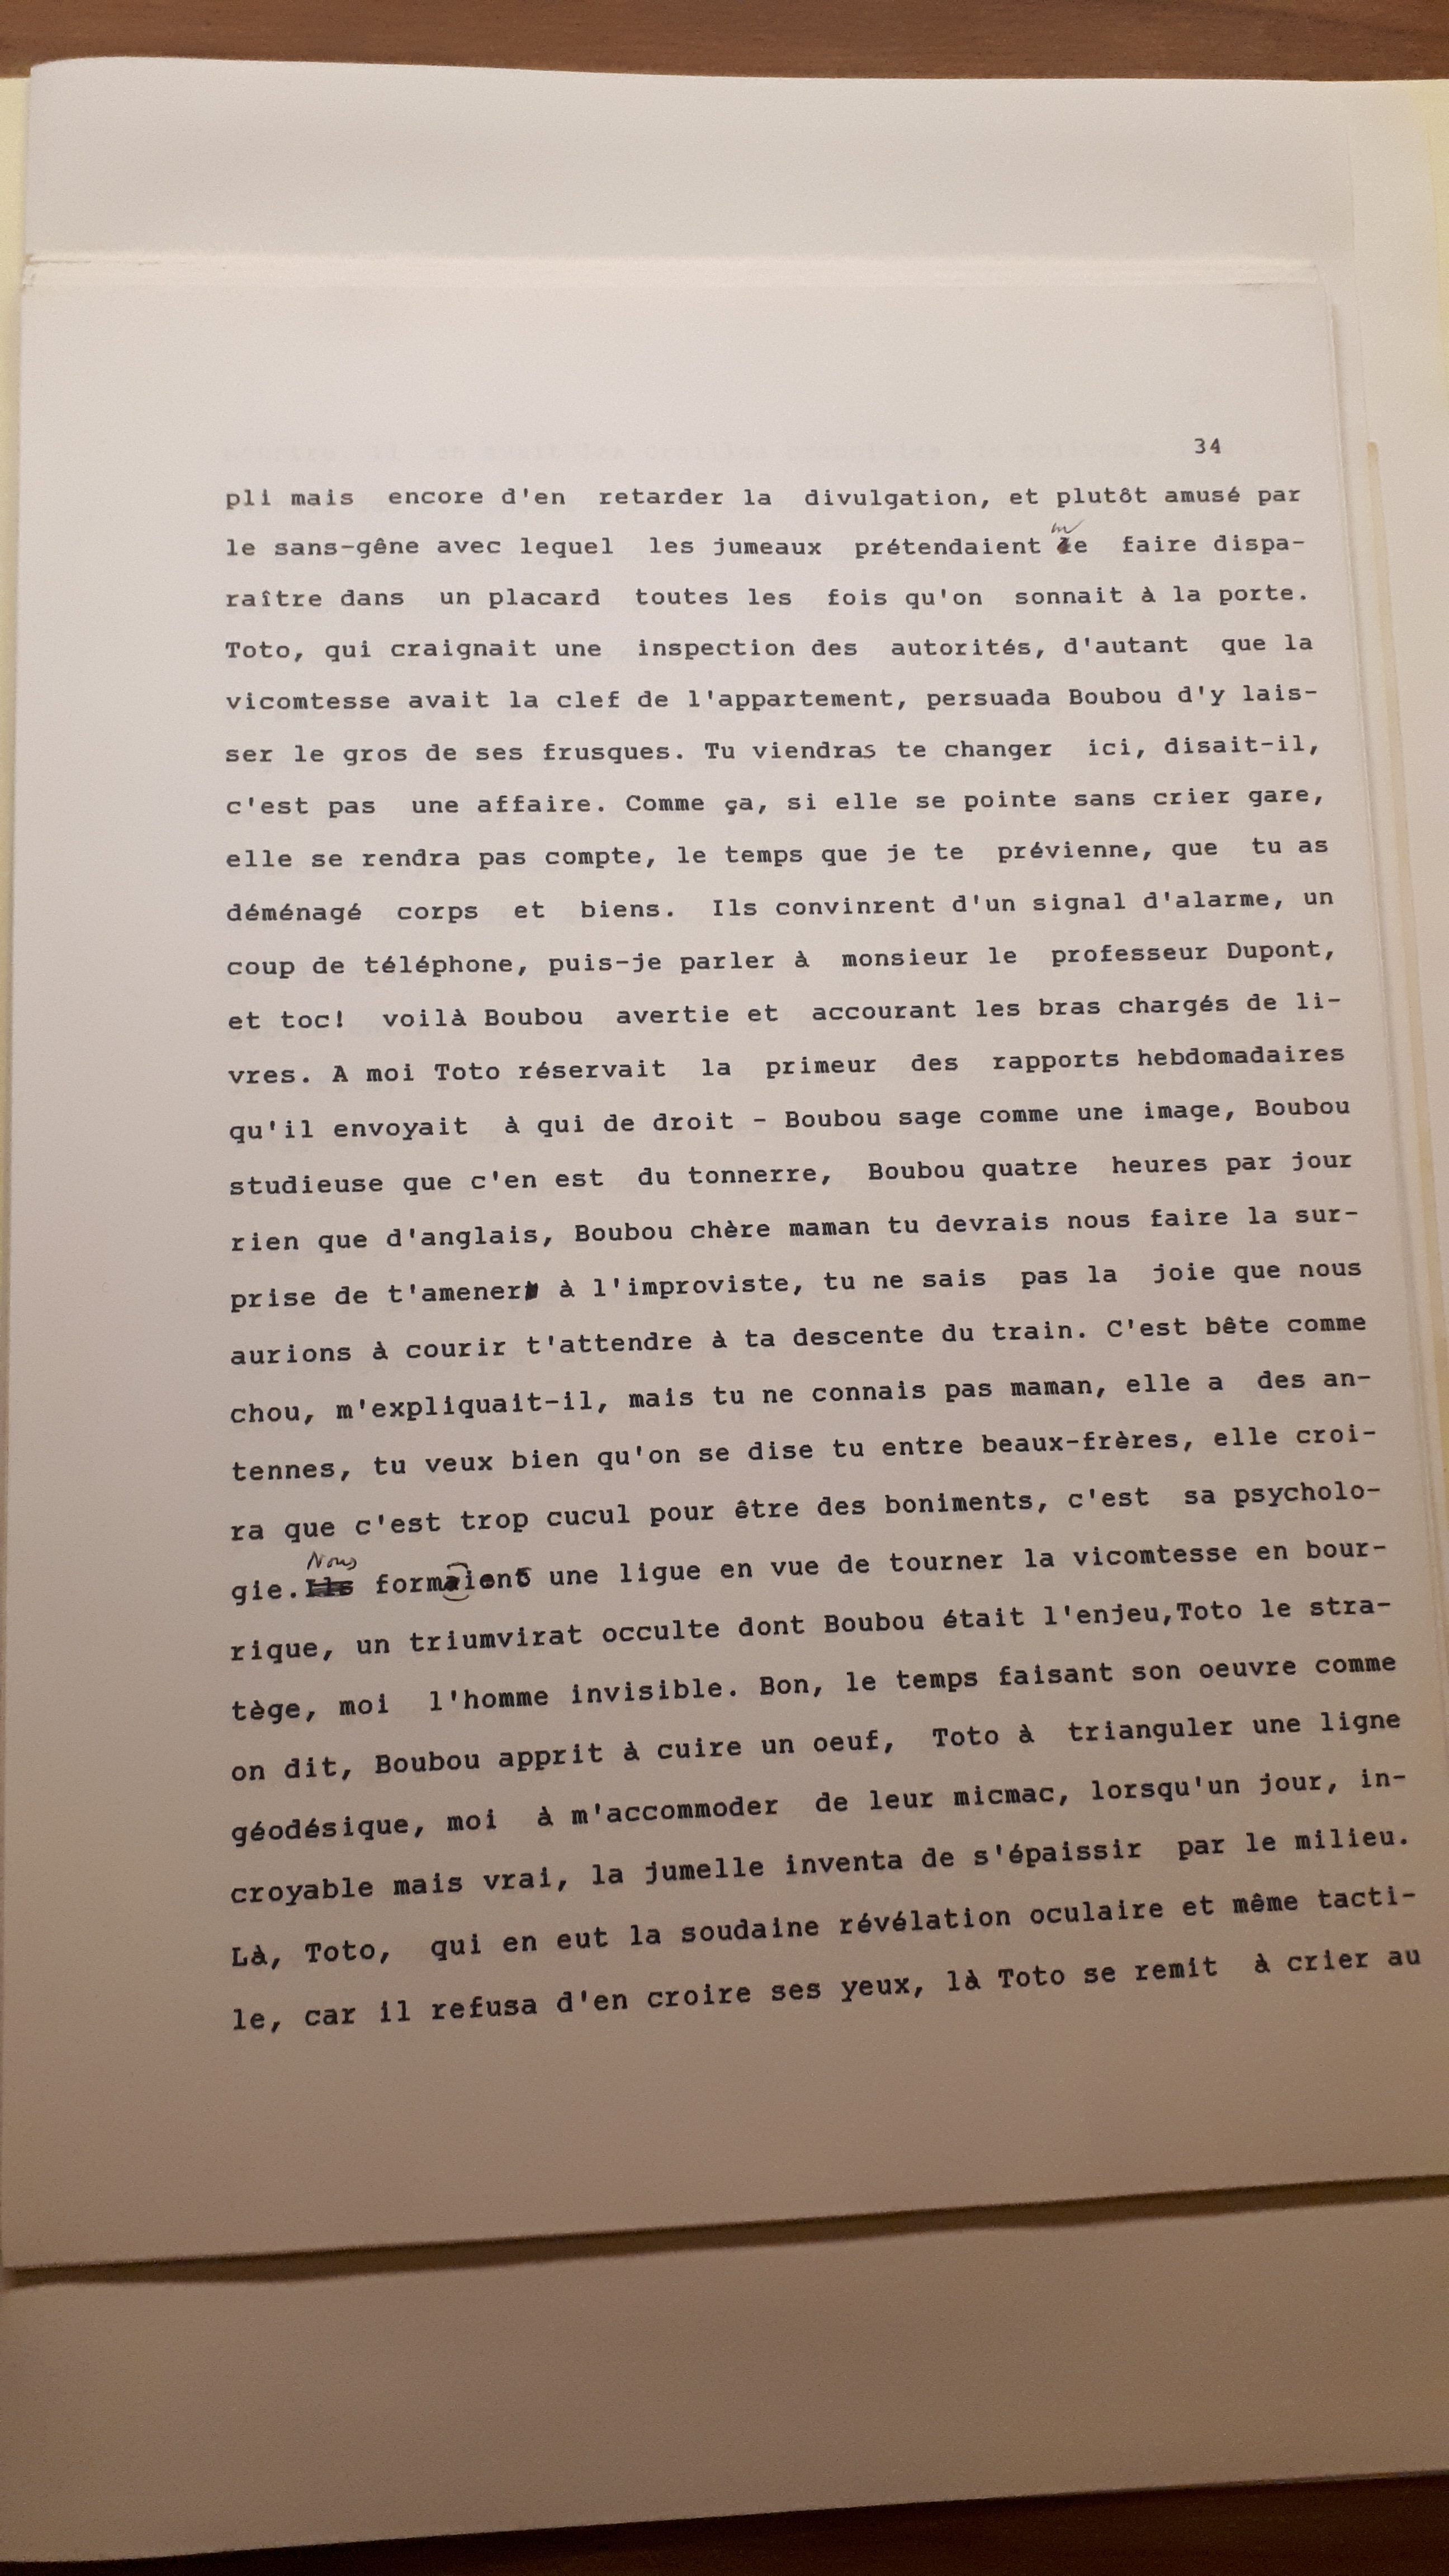 34
pli mais encore d'en retarder la divulgation, et plutôt amusé par
le sans-gêne avec lequel les jumeaux prétendaient me faire dispa-
raître dans un placard toutes les fois qu'on sonnait à la porte.
Toto, qui craignait une inspection des autorités, d'autant que la
vicomtesse avait la clef de l'appartement, persuada Boubou d'y lais-
ser le gros de ses frusques. Tu viendras te changer ici, disait-il,
c'est pas une affaire. Comme ça, si elle se pointe sans crier gare,
elle se rendra pas compte, le temps que je te prévienne, que tu as
déménagé corps et biens. Ils convinrent d'un signal d'alarme, un
coup de téléphone, puis-je parler à monsieur le professeur Dupont,
et toc! voilà Boubou avertie et accourant les bras chargés de li-
vres. A moi Toto réservait la primeur des rapports hebdomadaires
qu'il envoyait à qui de droit - Boubou sage comme une image, Boubou
studieuse que c'en est du tonnerre, Boubou quatre heures par jour
rien que d'anglais, Boubou chère maman tu devrais nous faire la sur-
prise de t'amener à l'improviste, tu ne sais pas la joie que nous
aurions à courir t'attendre à ta descente du train. C'est bête comme
chou, m'expliquait-il, mais tu ne connais pas maman, elle a des an-
tennes, tu veux bien qu'on se dise tu entre beaux-frères, elle croi-
ra que c'est trop cucul pour être des boniments, c'est sa psycholo-
Nous
gie. Ils formaient une ligue en vue de tourner la vicomtesse en bour-
rique, un triumvirat occulte dont Boubou était l'enjeu,Toto le stra-
tège, moi l'homme invisible. Bon, le temps faisant son oeuvre comme
on dit, Boubou apprit à cuire un oeuf, Toto à trianguler une ligne
géodésique, moi à m'accommoder de leur micmac, lorsqu'un jour, in-
croyable mais vrai, la jumelle inventa de s'épaissir par le milieu.
Là, Toto, qui en eut la soudaine révélation oculaire et même tacti-
le, car il refusa d'en croire ses yeux, là Toto se remit à crier au